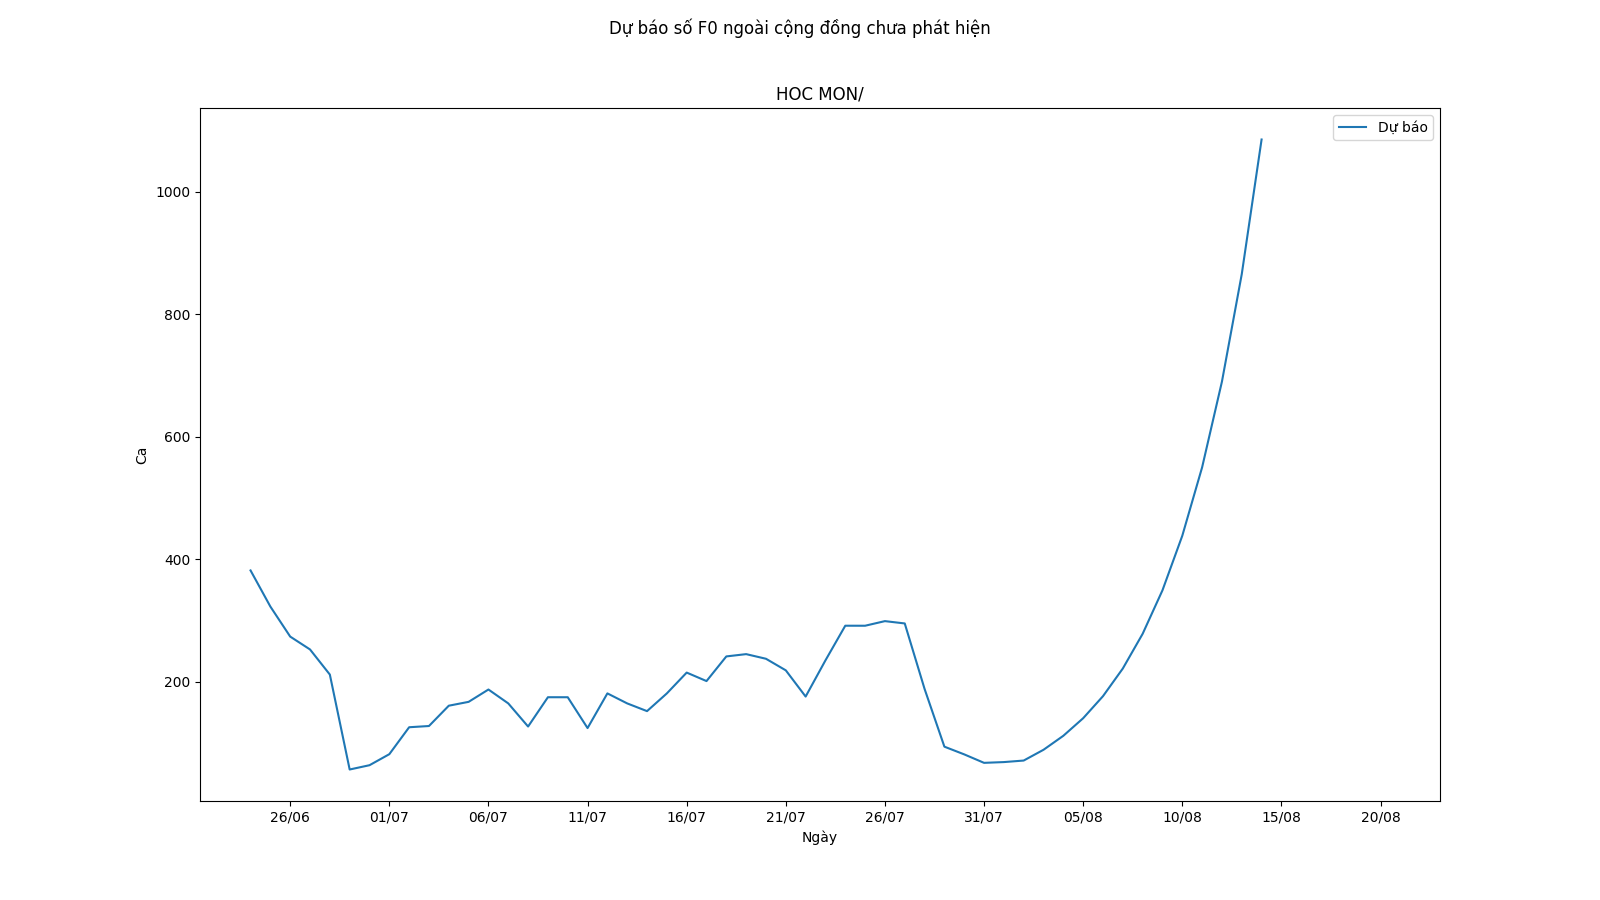 Dự báo số F0 ngoài cộng đồng chưa phát hiện
HOC MON/
Dự báo
1000
800
600
400
200
Ca
26/06 01/07 06/07 11/07 16/07 21/07 26/07 31/07 05/08 10/08 15/08 20/08
Ngày